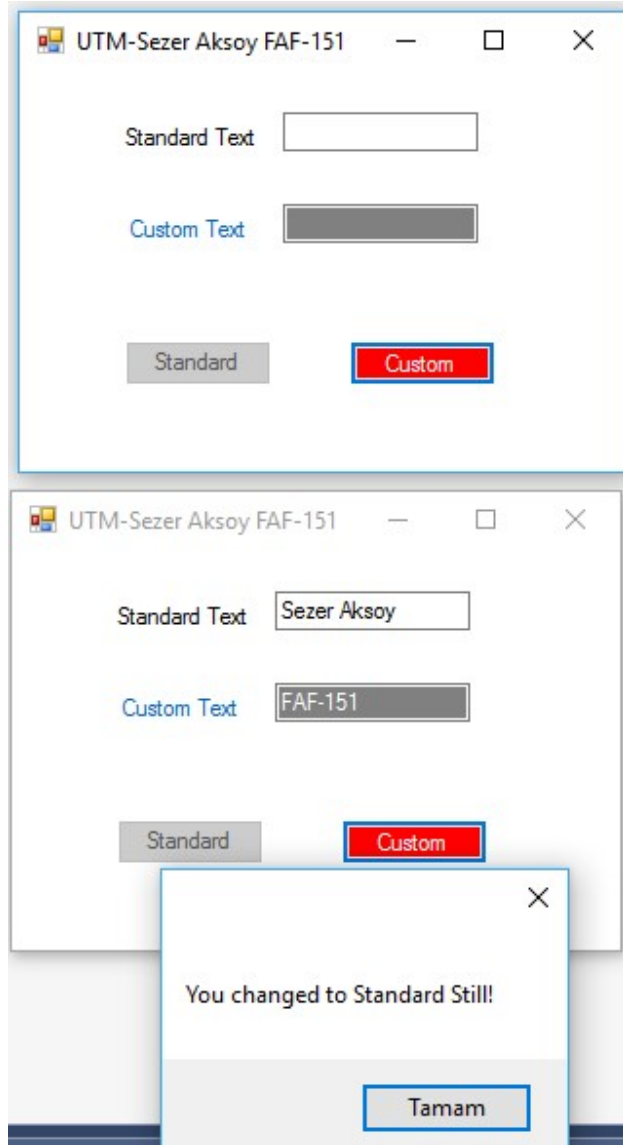 UTM-Sezer Aksoy FAF-151
Standard Text
Custom Text
Standard Custom
UTM-Sezer Aksoy FAF-151
Standard Text Sezer Aksoy
Custom Text FAF-151
Standard Custom
You changed to Standard Still!
Tamam